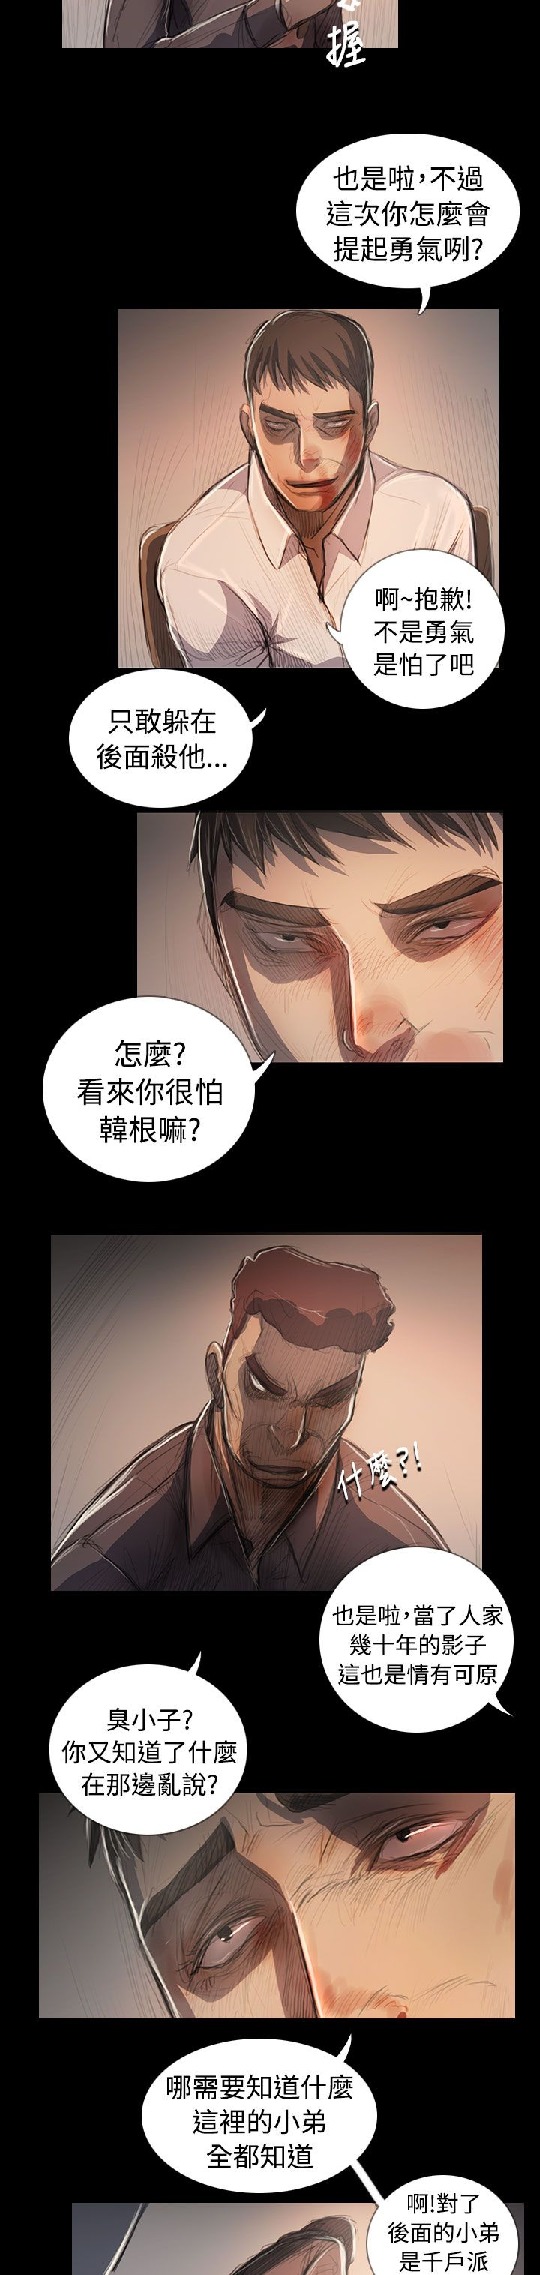 握
也是啦，不過
這次你怎麼會
提起勇氣咧?
啊~抱歉!
不是勇氣
是怕了吧
只敢躲在
後面殺他...
怎麼?
看來你很怕
韓根嘛?
什麼?!
也是啦，當了人家
幾十年的影子
這也是情有可原
臭小子?
你又知道了什麼
在那邊亂說?
哪需要知道什麼
這裡的小弟
全都知道
啊!對了
後面的小弟
是千戶派